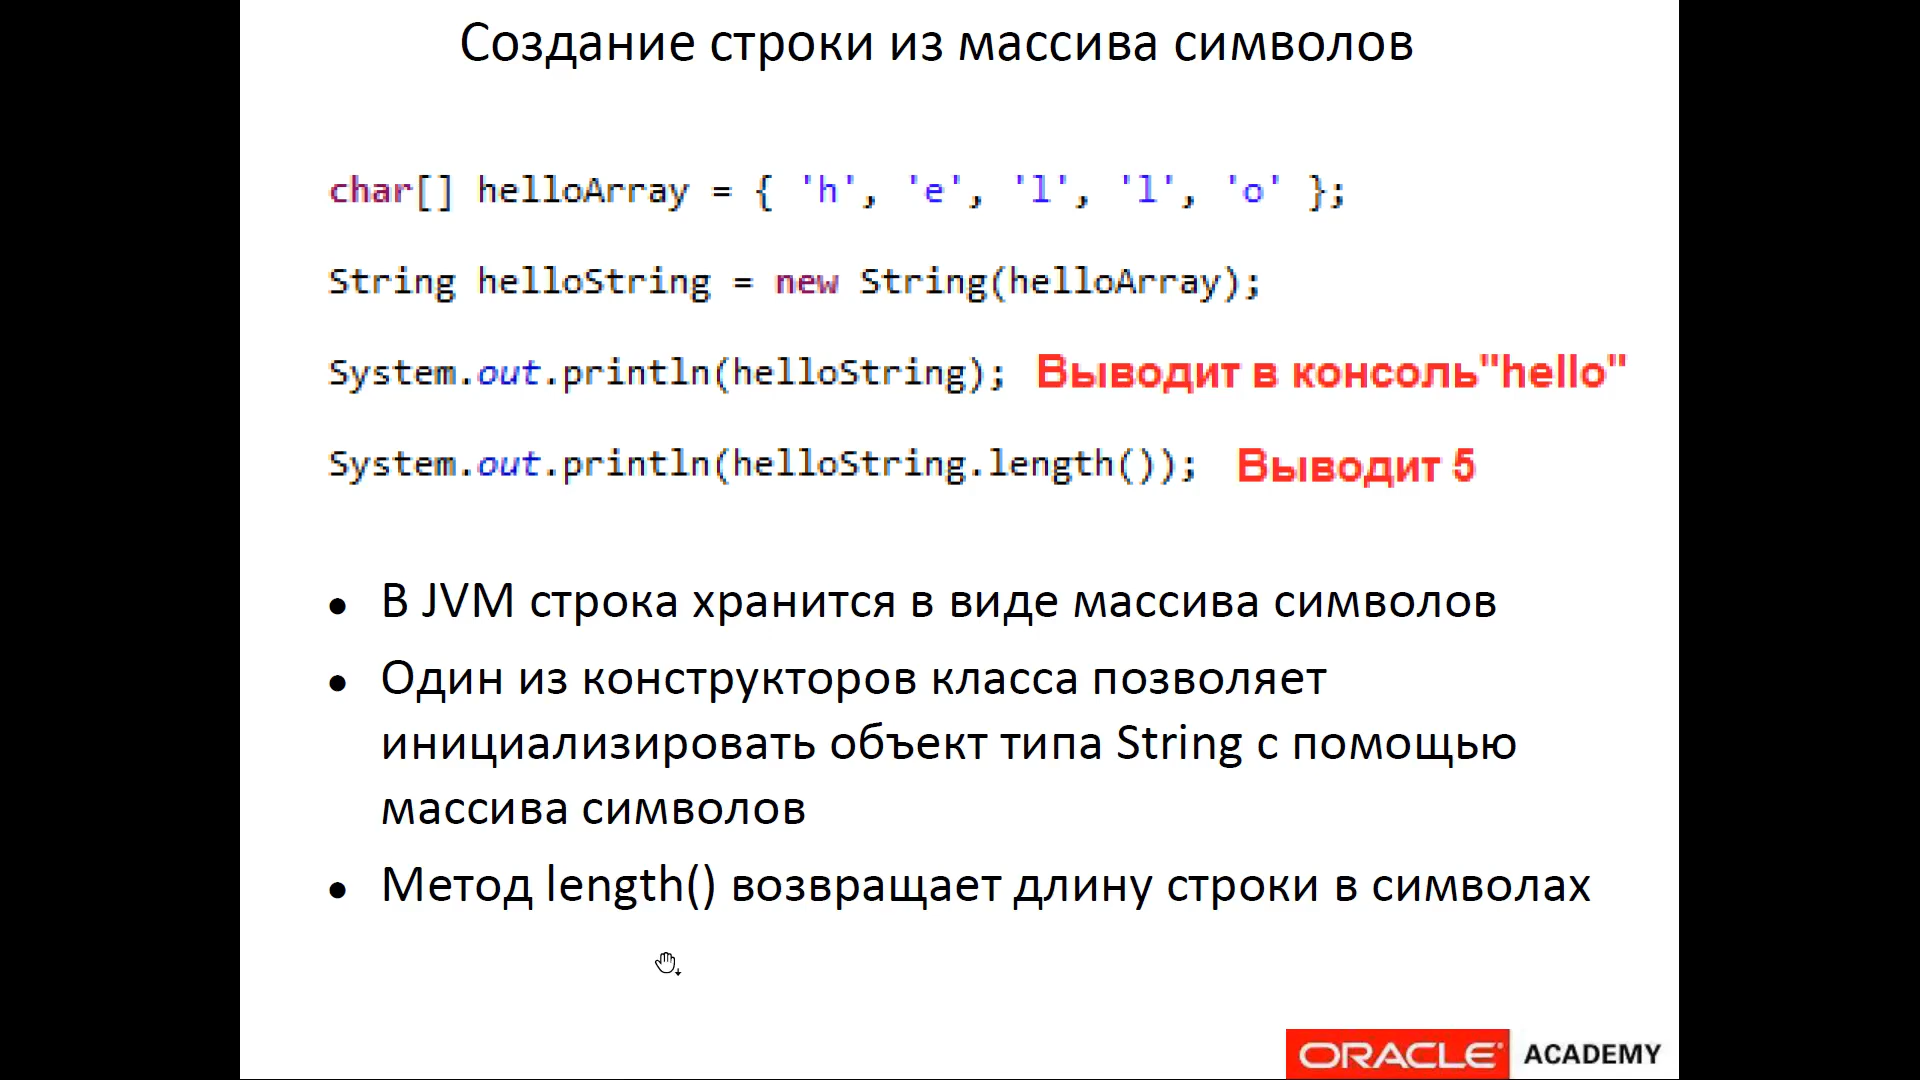 Создание строки из массива символов
char[] helloArray = { 'h', 'e', 'l', 'l', 'o' };
String helloString = new String(helloArray);
System.out.println(helloString); Выводит в консоль"hello"
System.out.println(helloString.length()); Выводит 5
• В JVM строка хранится в виде массива символов
• Один из конструкторов класса позволяет
инициализировать объект типа String с помощью
массива символов
• Метод length() возвращает длину строки в символах
ORACLE® ACADEMY